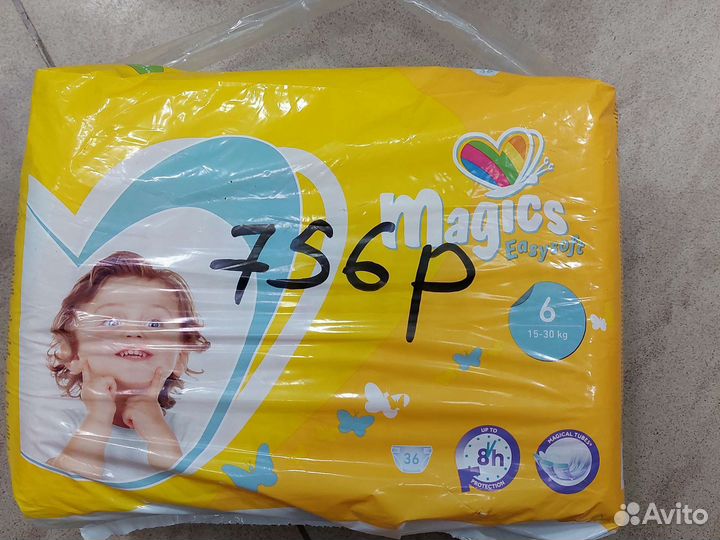 Magics
Easysoft
756р
6
15-30 kg
36
UP TO
8h
PROTECTION
MAGICAL TUBES*
Avito